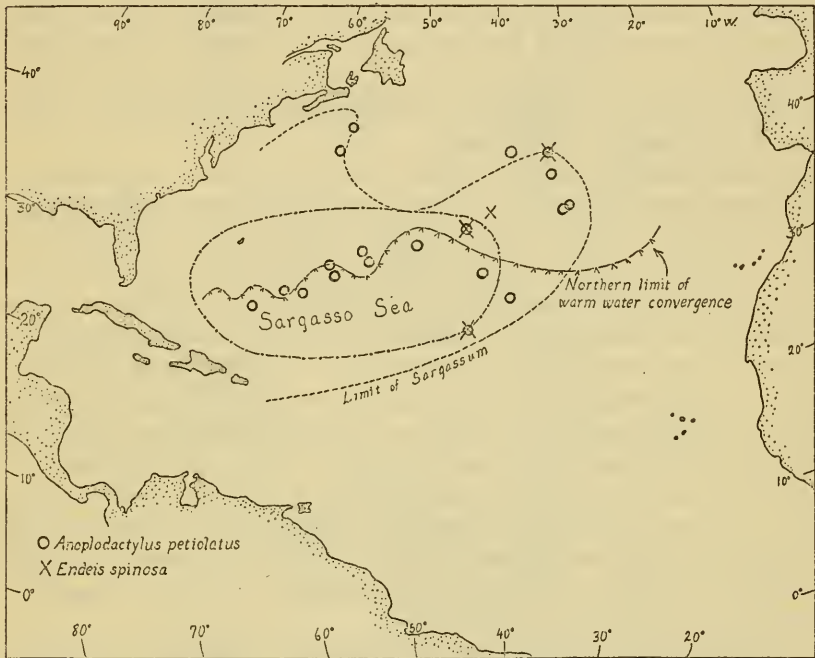 90° 80° 70° 60° 50° 40° 30° 10° W.
40°
40°
30°
30°
Northern limit of
warm water convergence
Sargasso Sea
20°
20°
Limit of Sargassum
10°
10°
O Anoplodactylus petiolatus
X Endeis spinosa
0°
0°
80° 70° 60° 50° 40° 30° 20° 10°